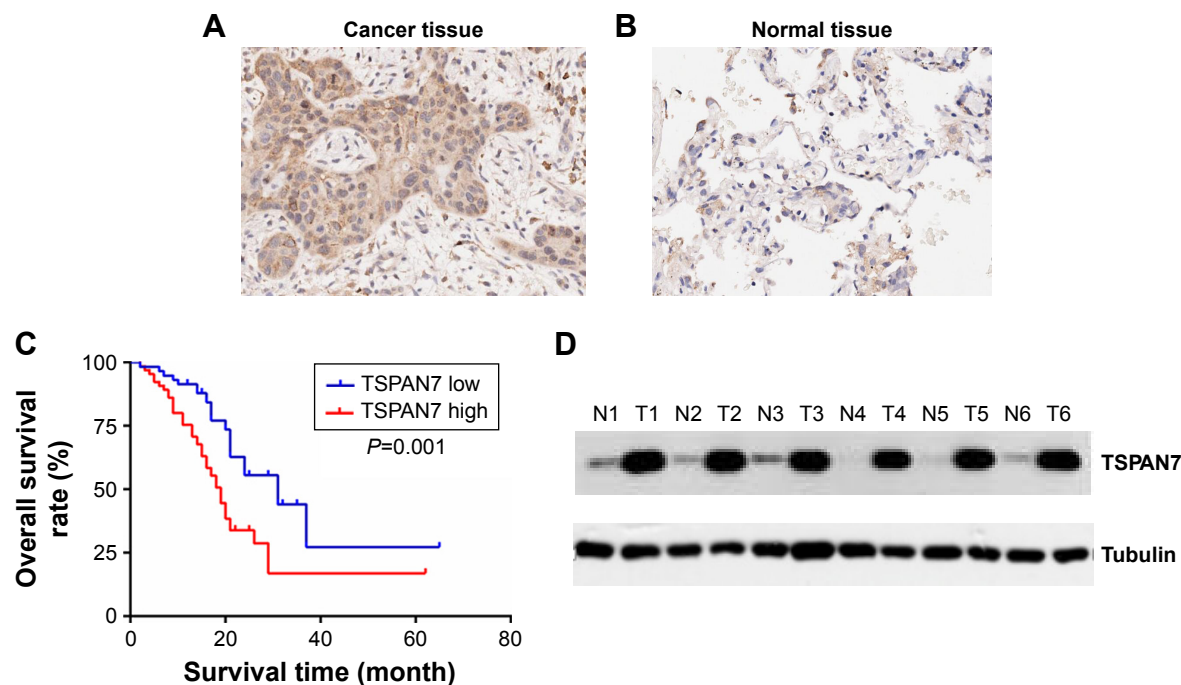 A
Cancer tissue
B
Normal tissue
C
100
75
50
25
0
0
20
40
60
80
Overall survival
rate (%)
Survival time (month)
TSPAN7 low
TSPAN7 high
P=0.001
D
N1 T1 N2 T2 N3 T3 N4 T4 N5 T5 N6 T6
TSPAN7
Tubulin